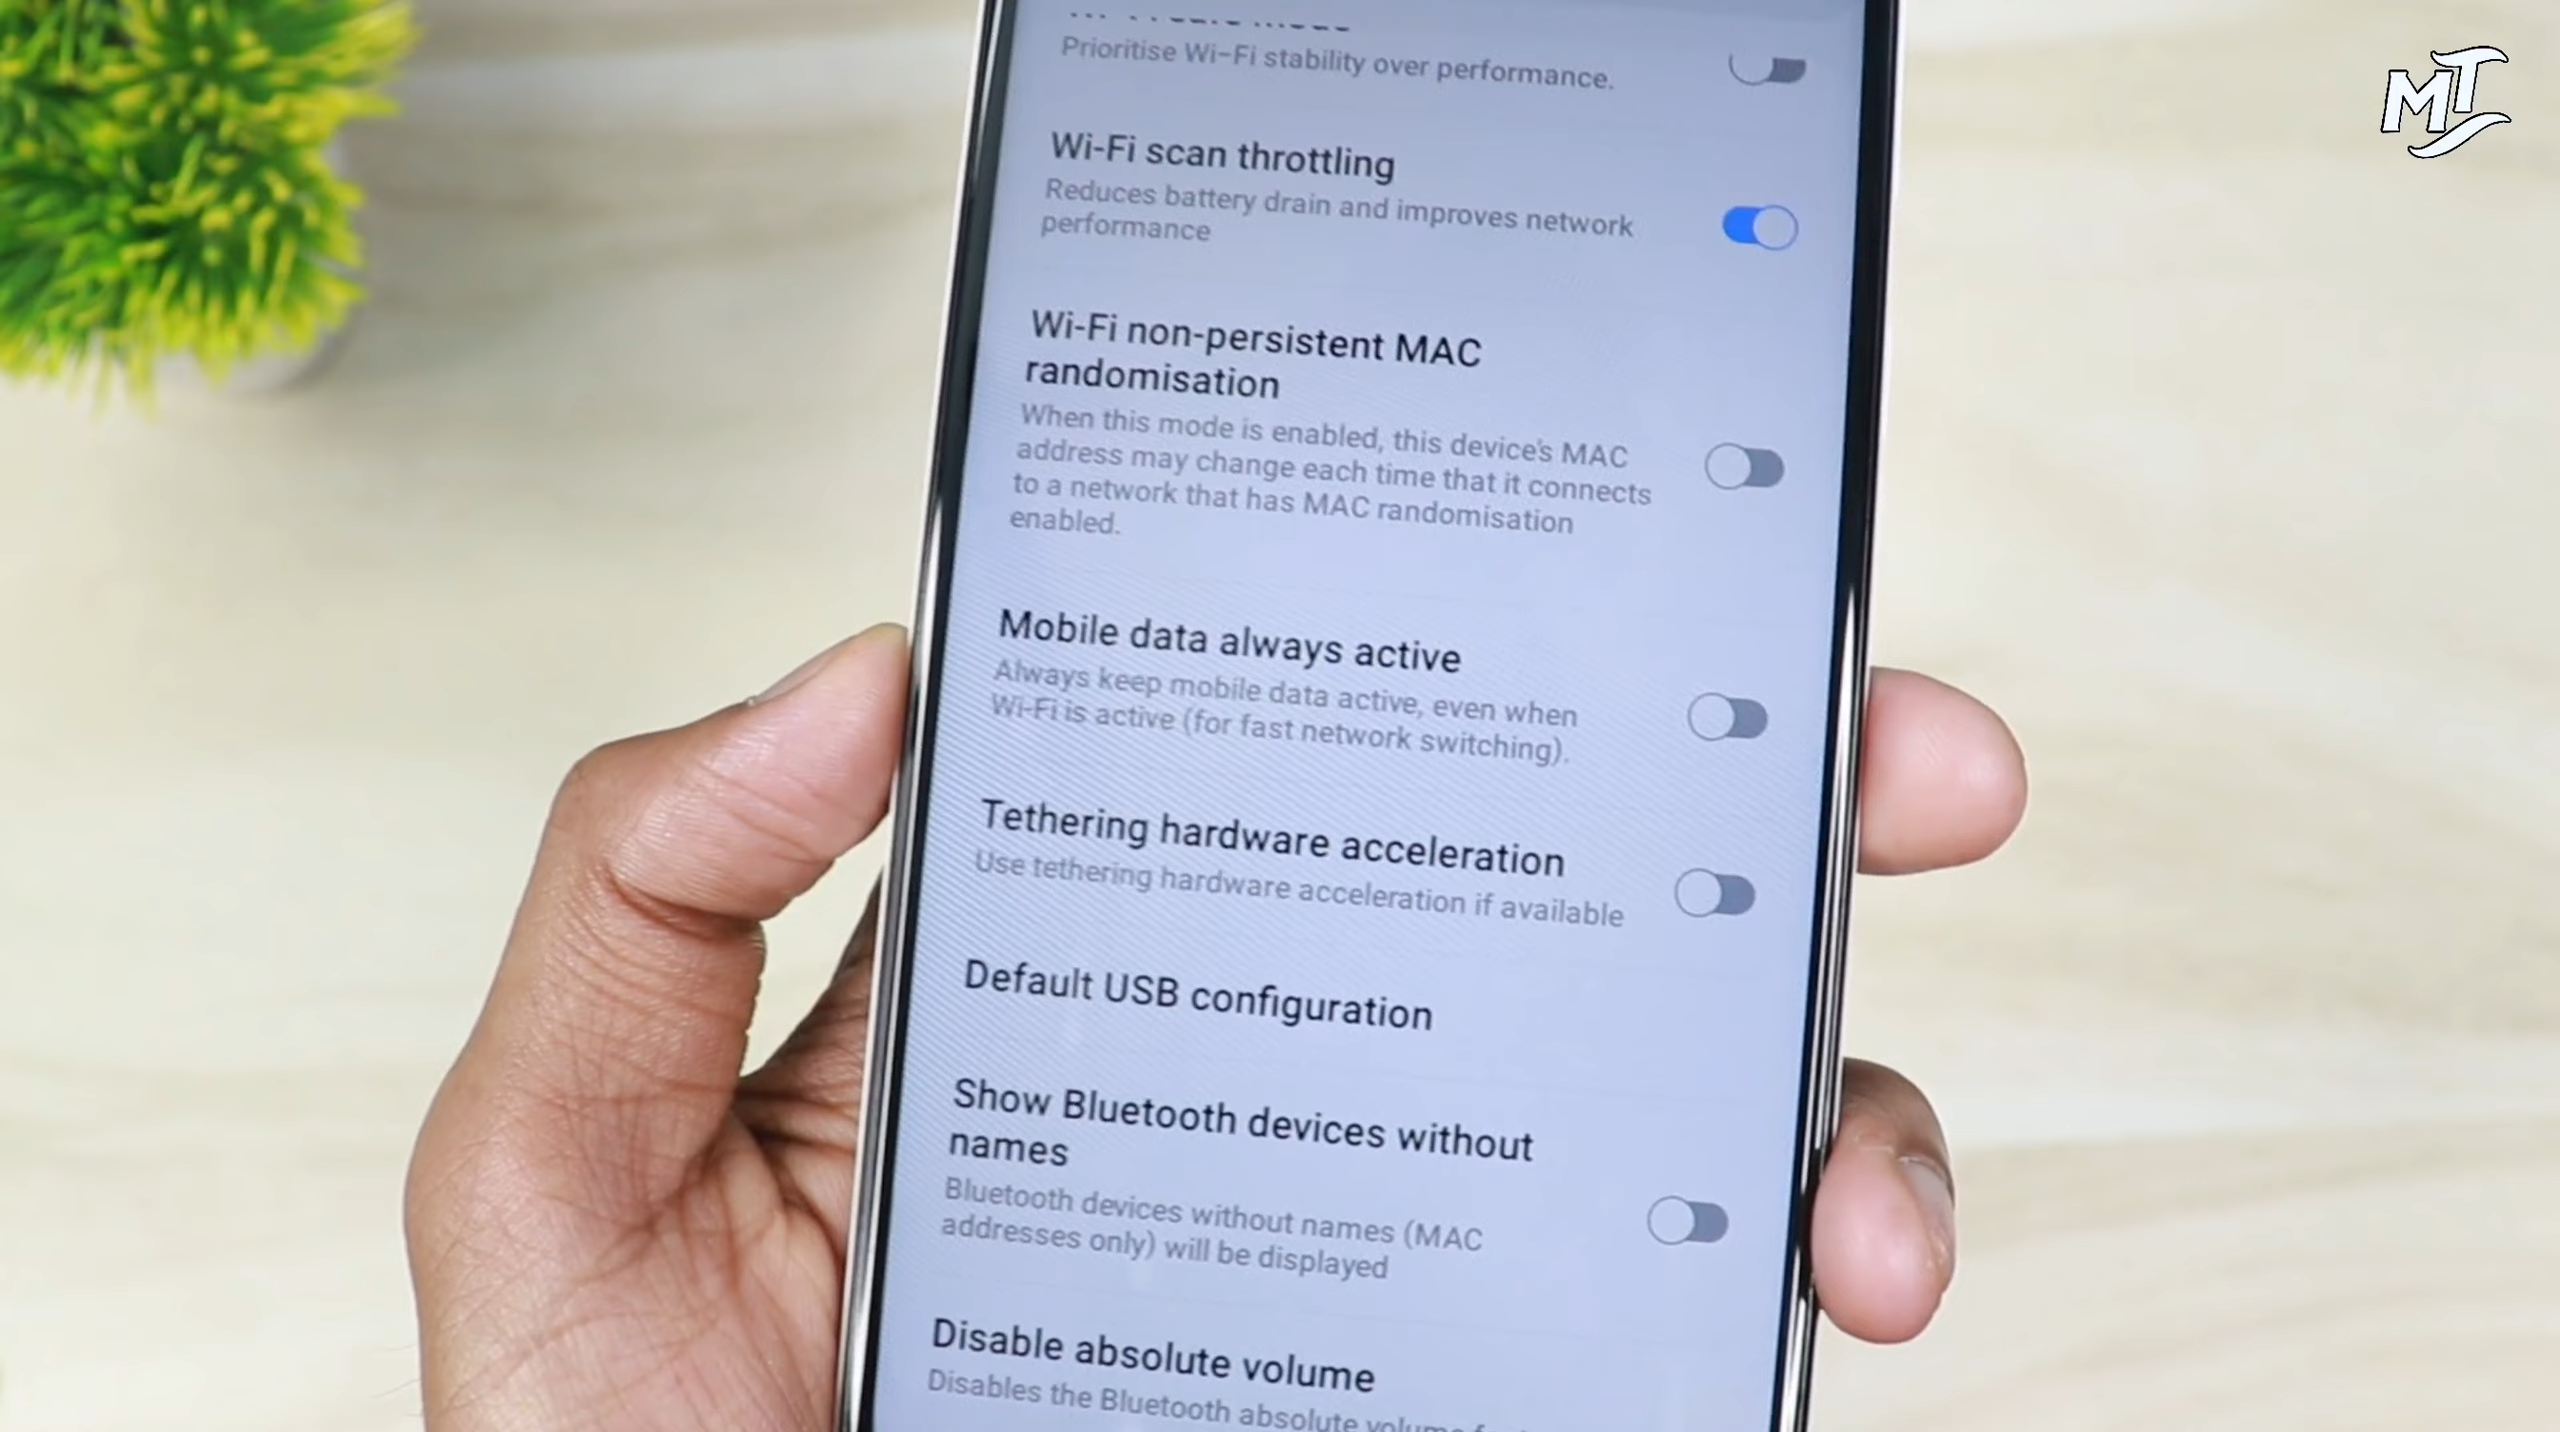 Prioritise Wi-Fi stability over performance.
Wi-Fi scan throttling
Reduces battery drain and improves network
performance
Wi-Fi non-persistent MAC
randomisation
When this mode is enabled, this device's MAC
address may change each time that it connects
to a network that has MAC randomisation
enabled.
Mobile data always active
Always keep mobile data active, even when
Wi-Fi is active (for fast network switching).
Tethering hardware acceleration
Use tethering hardware acceleration if available
Default USB configuration
Show Bluetooth devices without
names
Bluetooth devices without names (MAC
addresses only) will be displayed
Disable absolute volume
Disables the Bluetooth absolute volume
MT